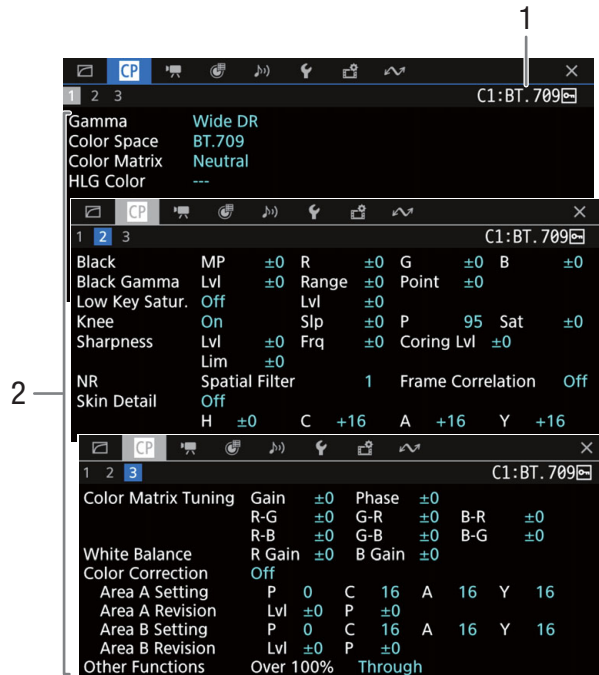 1
CP
1 2 3 C1:BT.709
Gamma Wide DR
Color Space BT.709
Color Matrix Neutral
HLG Color ---
CP
1 2 3 C1:BT.709
Black MP ±0 R ±0 G ±0 B ±0
Black Gamma Lvl ±0 Range ±0 Point ±0
Low Key Satur. Off Lvl ±0
Knee On Slp ±0 P 95 Sat ±0
Sharpness Lvl ±0 Frq ±0 Coring Lvl ±0
Lim ±0
NR Spatial Filter 1 Frame Correlation Off
Skin Detail Off
H ±0 C +16 A +16 Y +16
2
CP
1 2 3 C1:BT.709
Color Matrix Tuning Gain ±0 Phase ±0
R-G ±0 G-R ±0 B-R ±0
R-B ±0 G-B ±0 B-G ±0
White Balance R Gain ±0 B Gain ±0
Color Correction Off
Area A Setting P 0 C 16 A 16 Y 16
Area A Revision Lvl ±0 P ±0
Area B Setting P 0 C 16 A 16 Y 16
Area B Revision Lvl ±0 P ±0
Other Functions Over 100% Through